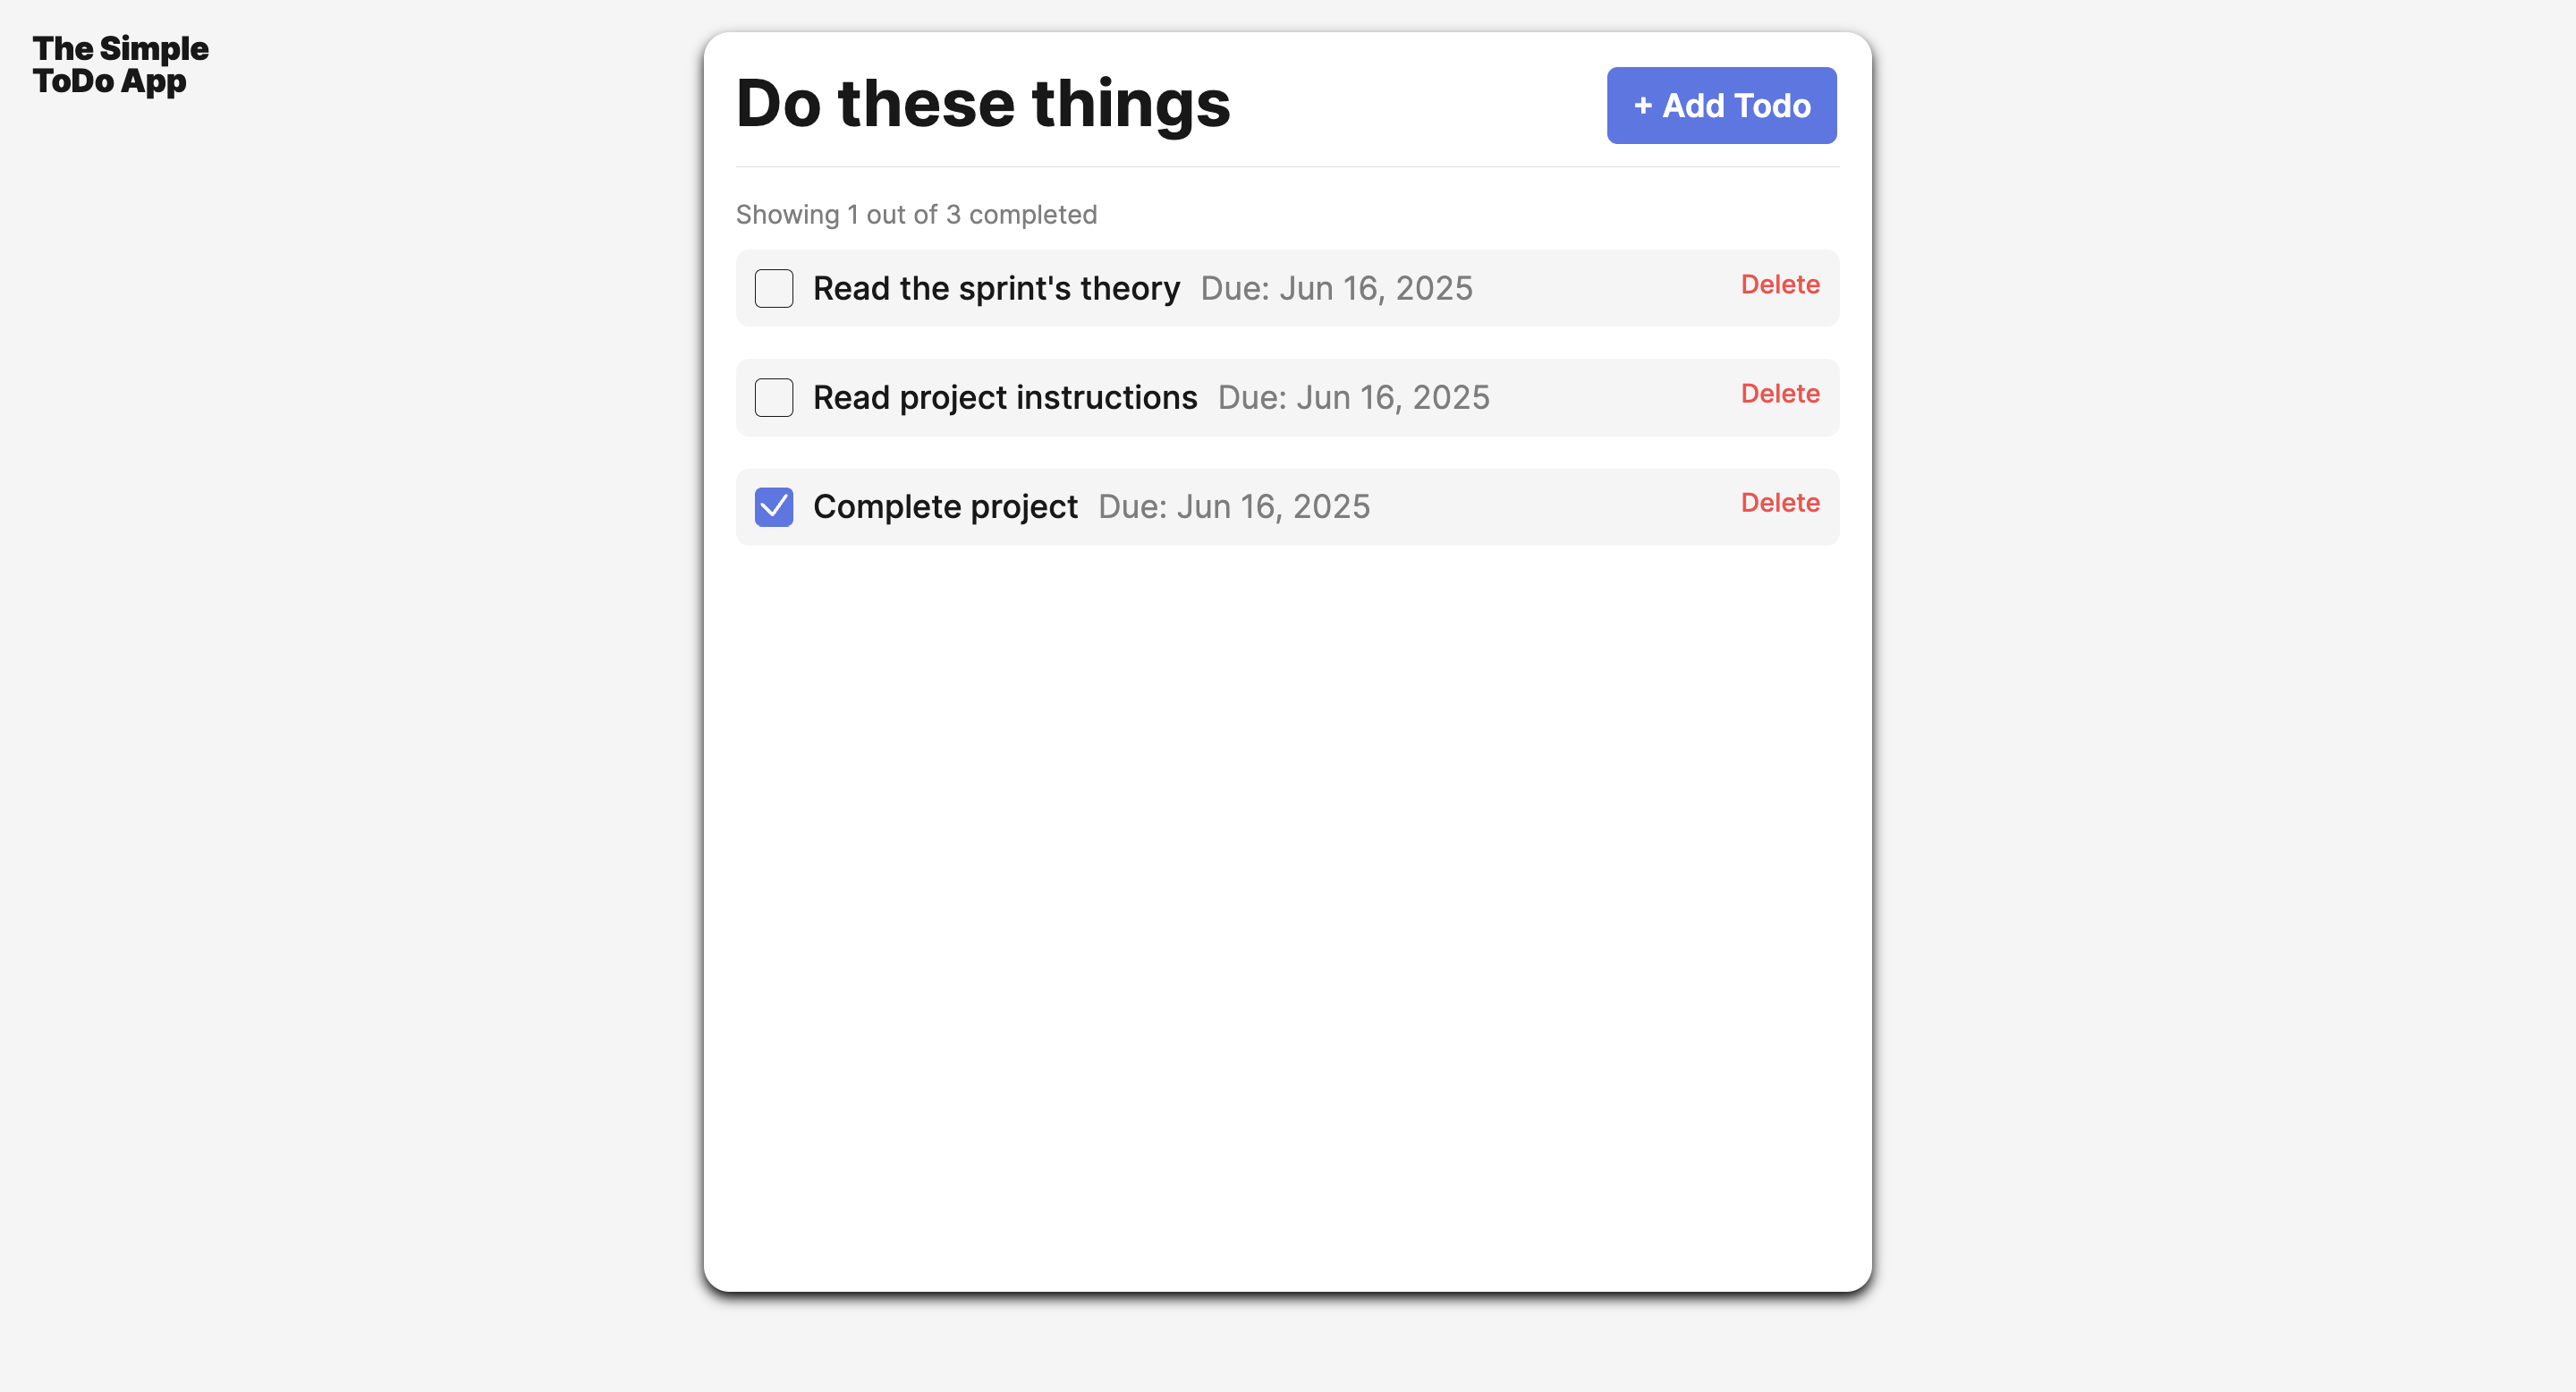 The Simple
ToDo App
Do these things
+ Add Todo
Showing 1 out of 3 completed
Read the sprint's theory Due: Jun 16, 2025 Delete
Read project instructions Due: Jun 16, 2025 Delete
Complete project Due: Jun 16, 2025 Delete